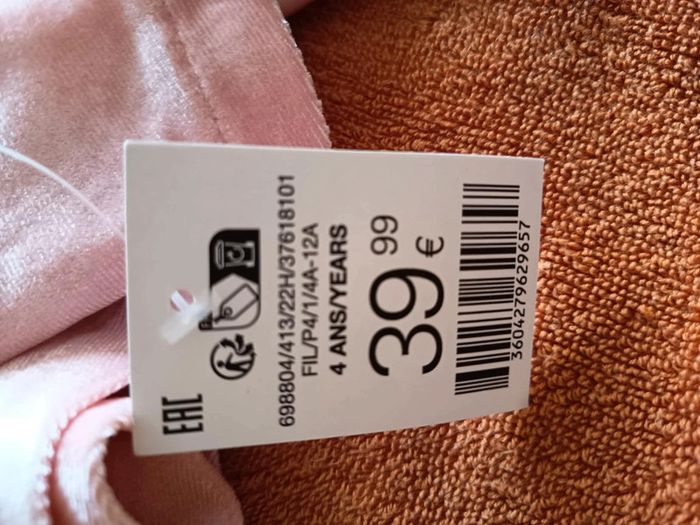 EAC
698804/413/22H/37618101
FIL/P4/1/4A-12A
4 ANS/YEARS
39 99 €
3604279629657